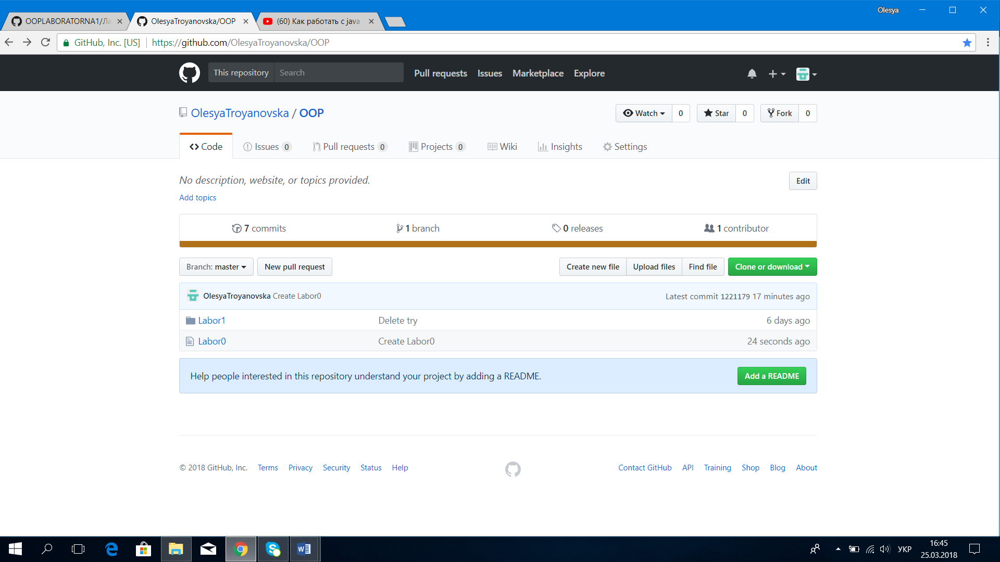 Olesya
OOPLABORATORNA1/Ла
OlesyaTroyanovska/OOP
(60) Как работать с java
GitHub, Inc. [US] https://github.com/OlesyaTroyanovska/OOP
This repository Search Pull requests Issues Marketplace Explore
OlesyaTroyanovska / OOP
Watch 0 Star 0 Fork 0
Code Issues 0 Pull requests 0 Projects 0 Wiki Insights Settings
No description, website, or topics provided.
Edit
Add topics
7 commits 1 branch 0 releases 1 contributor
Branch: master New pull request Create new file Upload files Find file Clone or download
OlesyaTroyanovska Create Labor0 Latest commit 1221179 17 minutes ago
Labor1 Delete try 6 days ago
Labor0 Create Labor0 24 seconds ago
Help people interested in this repository understand your project by adding a README. Add a README
© 2018 GitHub, Inc. Terms Privacy Security Status Help Contact GitHub API Training Shop Blog About
УКР
16:45
25.03.2018